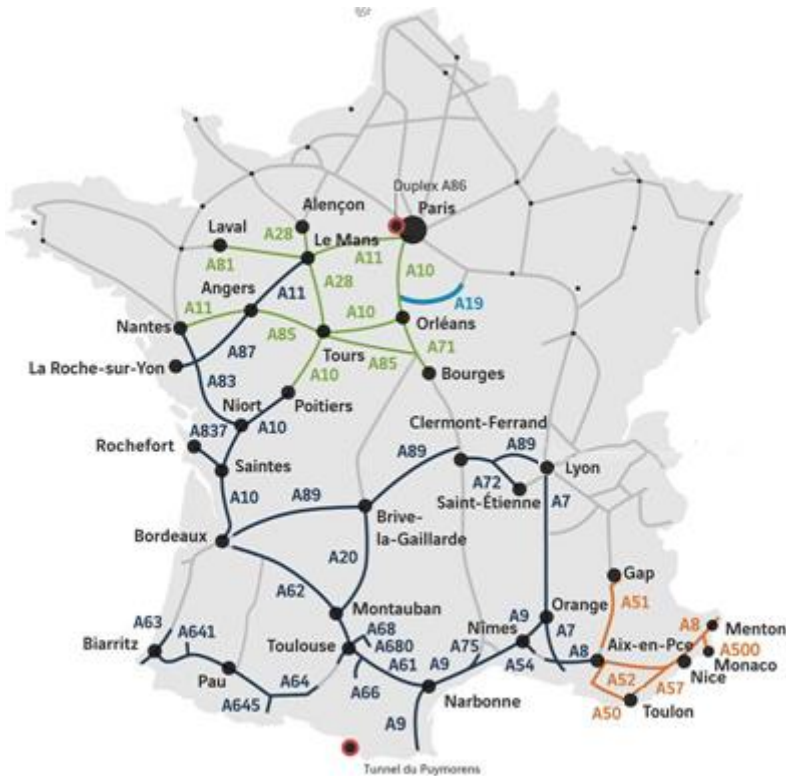 Duplex A86
Paris
Alençon
Laval
A28
Le Mans
A11
A81
A28
A10
A11
Angers
A19
A11
A10
Nantes
Orléans
A85
A87
Tours
A85
A71
La Roche-sur-Yon
A83
A10
Bourges
Niort
Poitiers
A837
A10
Clermont-Ferrand
Rochefort
A89
A89
Saintes
Lyon
A72
A10
A89
Saint-Étienne
A7
Brive-
la-Gaillarde
Bordeaux
A20
A62
Gap
A51
Montauban
Orange
A63
A68
A9
A8
Menton
Biarritz
A641
Toulouse
A680
Nîmes
A7
Aix-en-Pce
A500
A75
A8
Monaco
A61
A9
A54
Nice
Pau
A64
A66
A52
A57
A645
Narbonne
A50
Toulon
A9
Tunnel du Puymorens